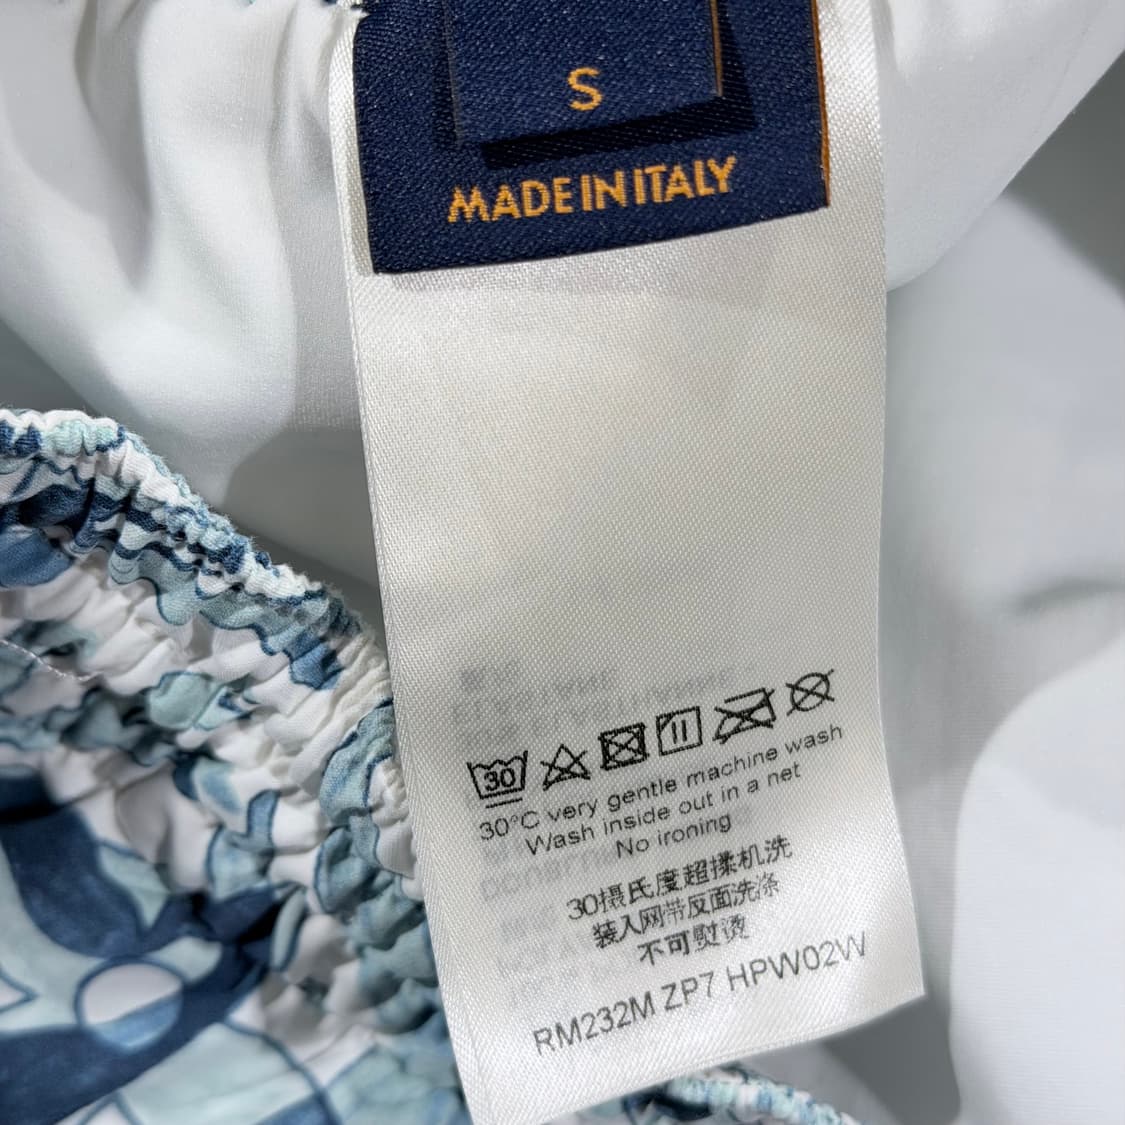 S
MADE IN ITALY
30
30°C very gentle machine wash
Wash inside out in a net
No ironing
30摄氏度超揉机洗
装入网带反面洗涤
不可熨烫
RM232M ZP7 HPW02W